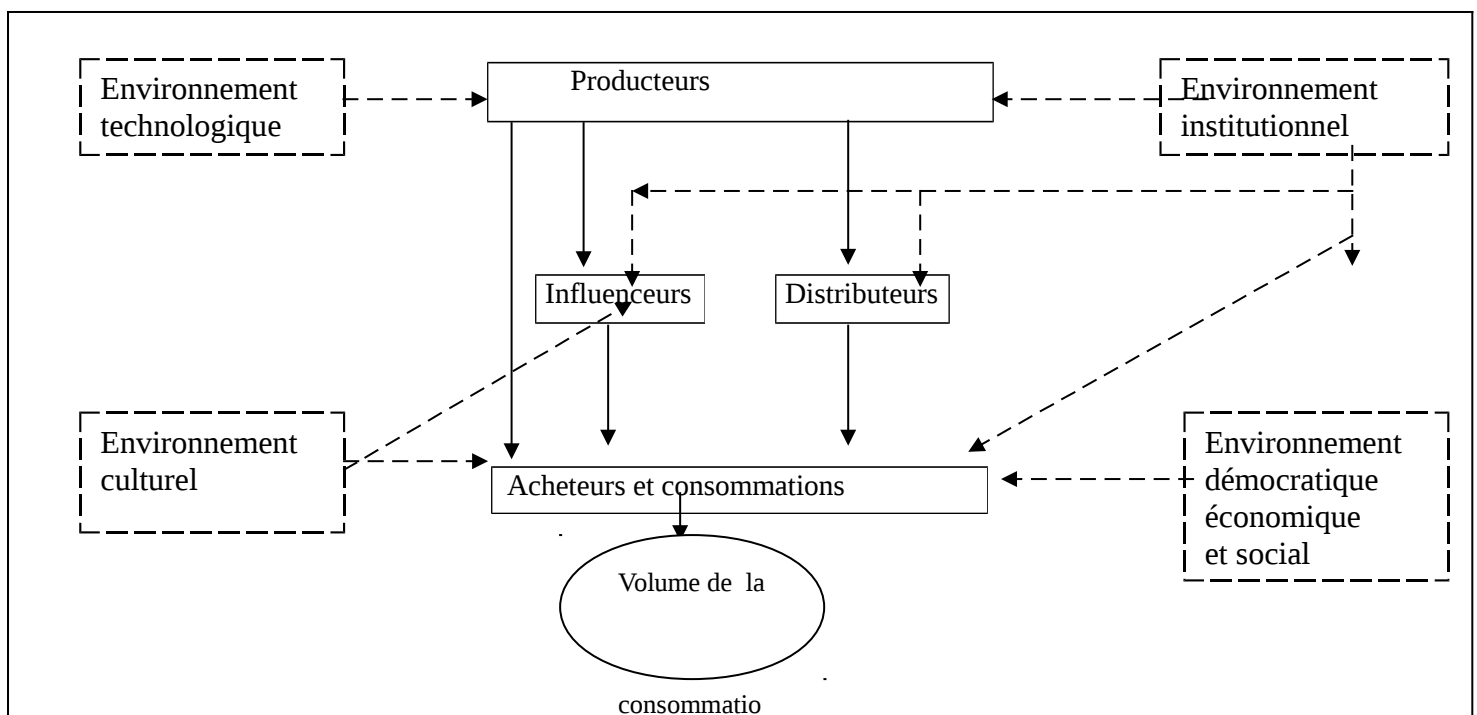 Environnement
technologique
Producteurs
Environnement
institutionnel
Influenceurs
Distributeurs
Environnement
culturel
Acheteurs et consommations
Environnement
démocratique
économique
et social
Volume de la
consommatio